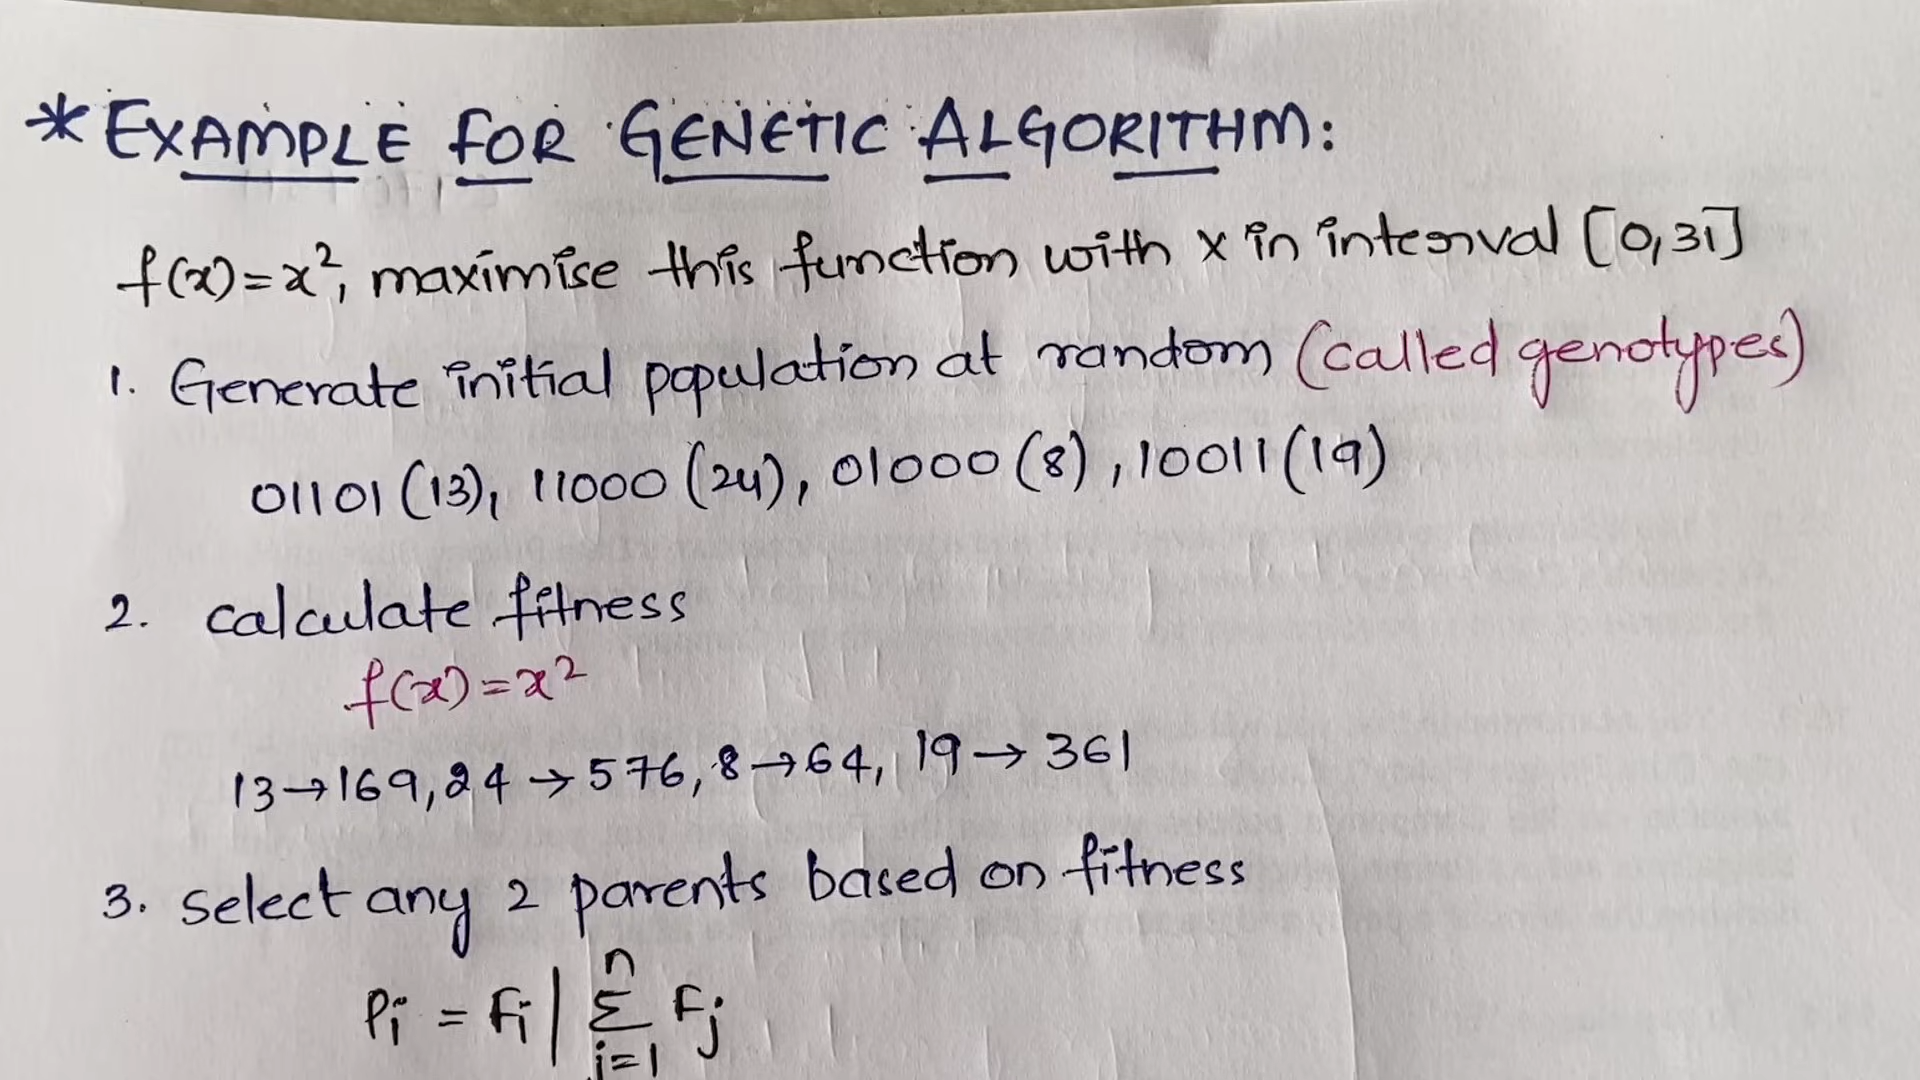 *EXAMPLE FOR GENETIC ALGORITHM:
f(x)=x², maximise this function with x in interval [0,31]
1. Generate initial population at random (called genotypes)
01101 (13), 11000 (24), 01000 (8), 10011 (19)
2. calculate fitness
f(x)=x²
13→169, 24→576, 8→64, 19→361
3. select any 2 parents based on fitness
Pi = Fi | n Σ j=1 Fj